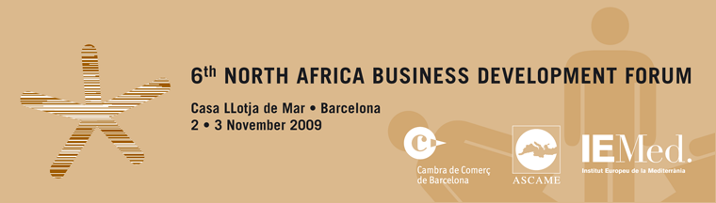 6th NORTH AFRICA BUSINESS DEVELOPMENT FORUM
Casa LLotja de Mar • Barcelona
2 • 3 November 2009
c
Cambra de Comerç
de Barcelona
ASCAME
IEMed.
Institut Europeu de la Mediterrània